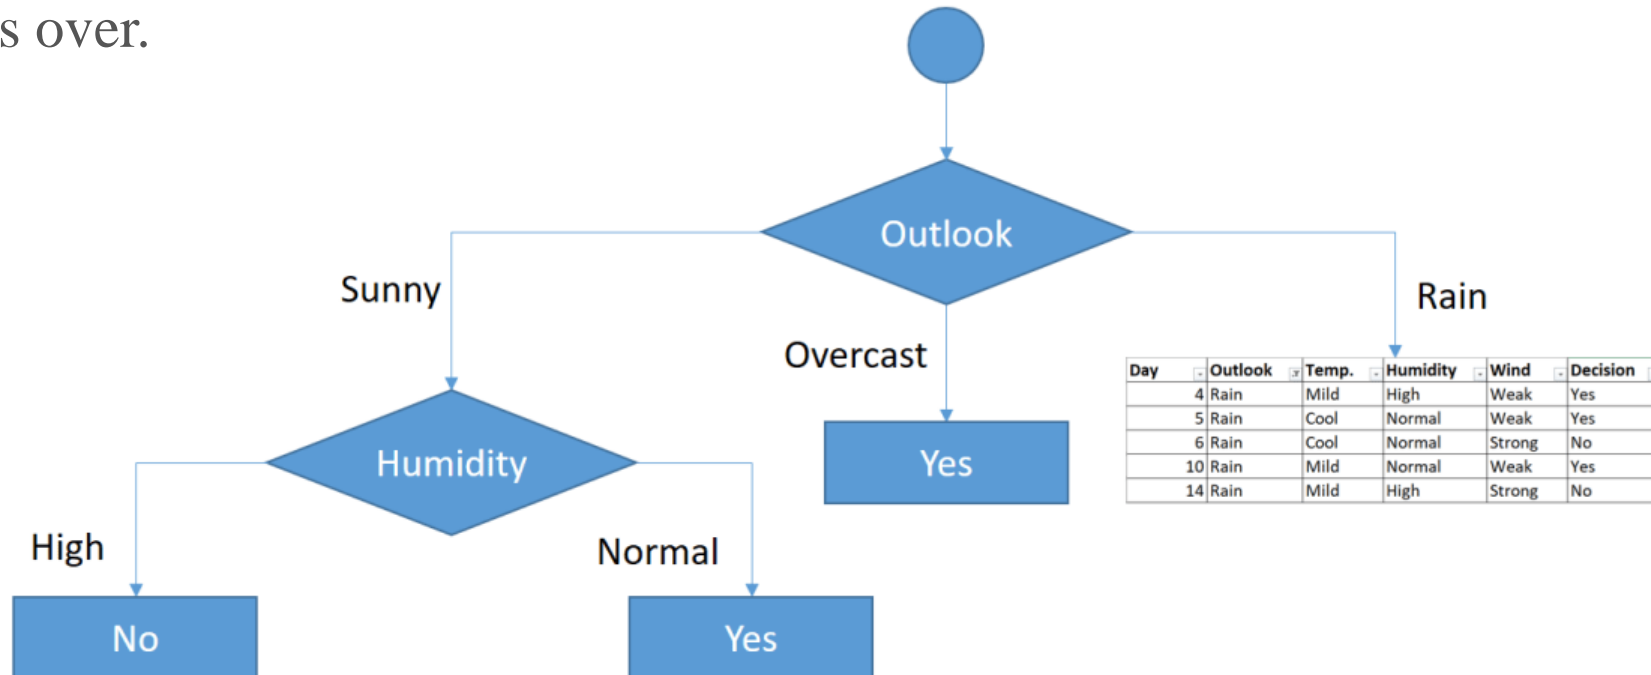 s over.
Outlook
Sunny
Rain
Overcast
Day Outlook Temp. Humidity Wind Decision
4 Rain Mild High Weak Yes
5 Rain Cool Normal Weak Yes
6 Rain Cool Normal Strong No
10 Rain Mild Normal Weak Yes
14 Rain Mild High Strong No
Humidity
Yes
High
Normal
No
Yes